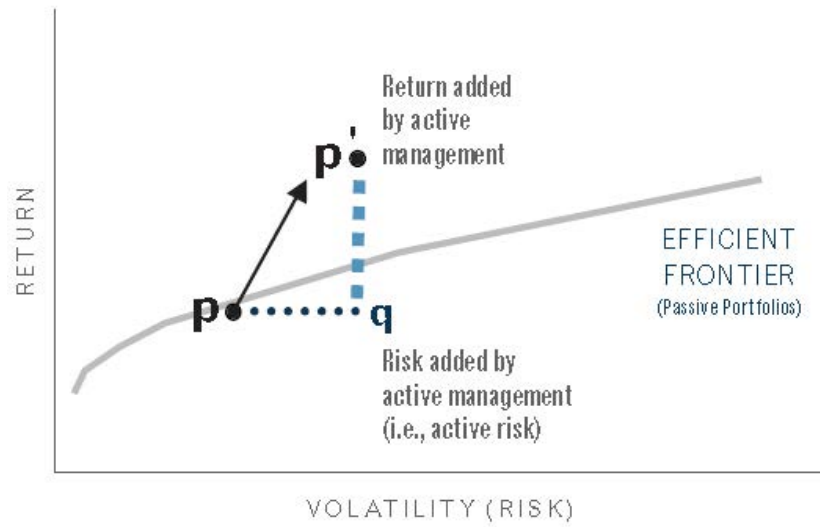 Return added
by active
management
p'
RETURN
EFFICIENT
FRONTIER
(Passive Portfolios)
p
q
Risk added by
active management
(i.e., active risk)
VOLATILITY (RISK)